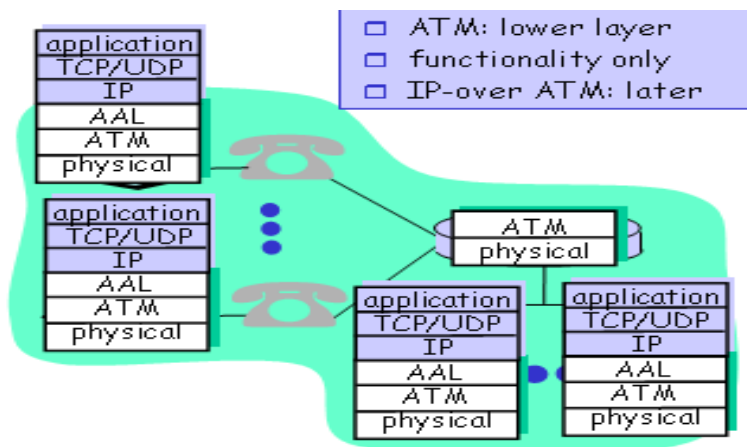 ATM: lower layer
functionality only
IP-over ATM: later
application
TCP/UDP
IP
AAL
ATM
physical
application
TCP/UDP
IP
AAL
ATM
physical
ATM
physical
application
TCP/UDP
IP
AAL
ATM
physical
application
TCP/UDP
IP
AAL
ATM
physical